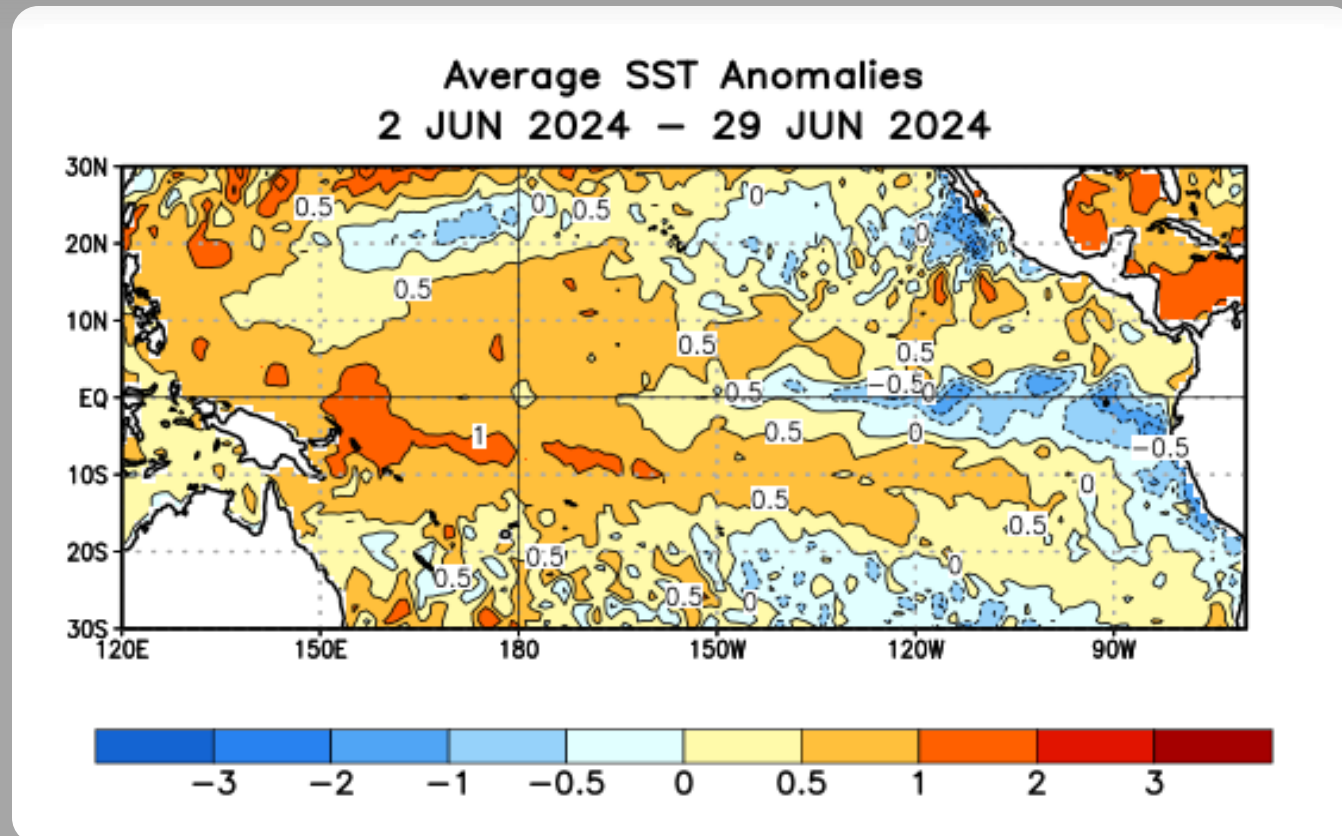 Average SST Anomalies
2 JUN 2024 – 29 JUN 2024
30N
0.5 0 0.5 0
20N 0
0.5
10N
0.5 0.5
EQ 0.5 −0.5 0
1 0.5 0 −0.5
10S
0.5 0 0.5
20S
0.5 0.5 0
0.5 0
30S
120E 150E 180 150W 120W 90W
−3 −2 −1 −0.5 0 0.5 1 2 3